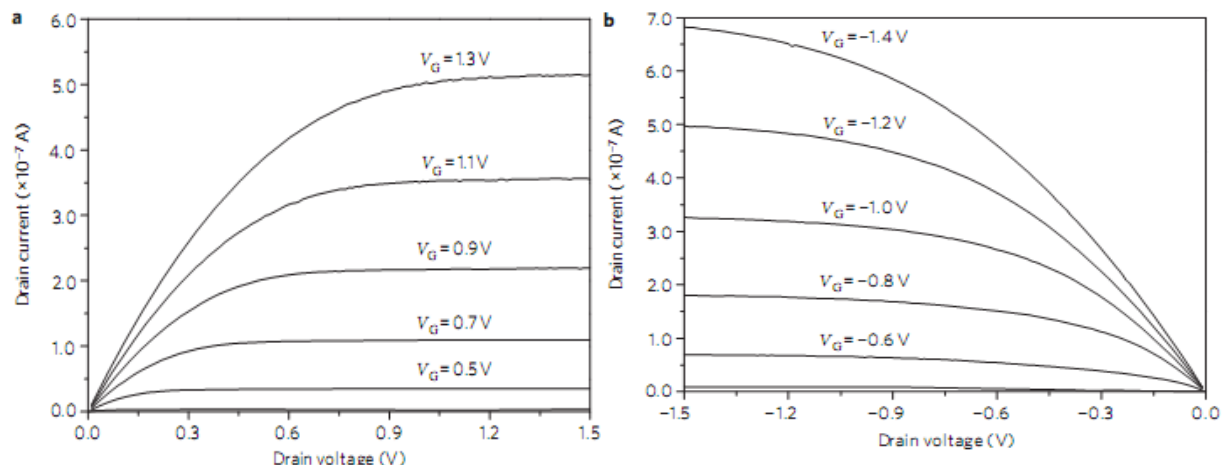 a
6.0
5.0
4.0
3.0
2.0
1.0
0.0
Drain current (×10⁻⁷ A)
V_G = 1.3 V
V_G = 1.1 V
V_G = 0.9 V
V_G = 0.7 V
V_G = 0.5 V
0.0 0.3 0.6 0.9 1.2 1.5
Drain voltage (V)
b
7.0
6.0
5.0
4.0
3.0
2.0
1.0
0.0
Drain current (×10⁻⁷ A)
V_G = −1.4 V
V_G = −1.2 V
V_G = −1.0 V
V_G = −0.8 V
V_G = −0.6 V
−1.5 −1.2 −0.9 −0.6 −0.3 0.0
Drain voltage (V)